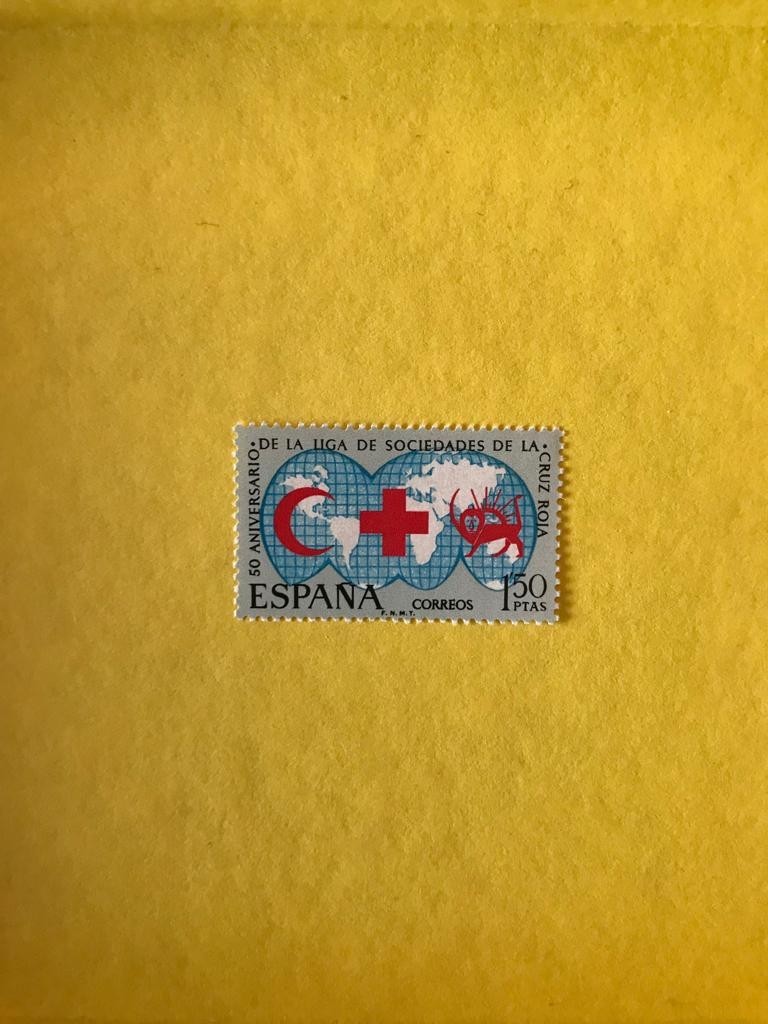 50 ANIVERSARIO • DE LA LIGA DE SOCIEDADES DE LA • CRUZ ROJA
ESPAÑA
CORREOS
1'50
PTAS
F. N. M. T.